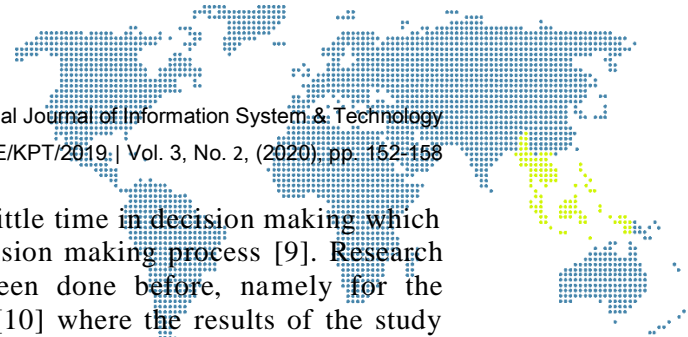 al Journal of Information System & Technology
E/KPT/2019 | Vol. 3, No. 2, (2020), pp. 152-158
ittle time in decision making which
sion making process [9]. Research
een done before, namely for the
[10] where the results of the study